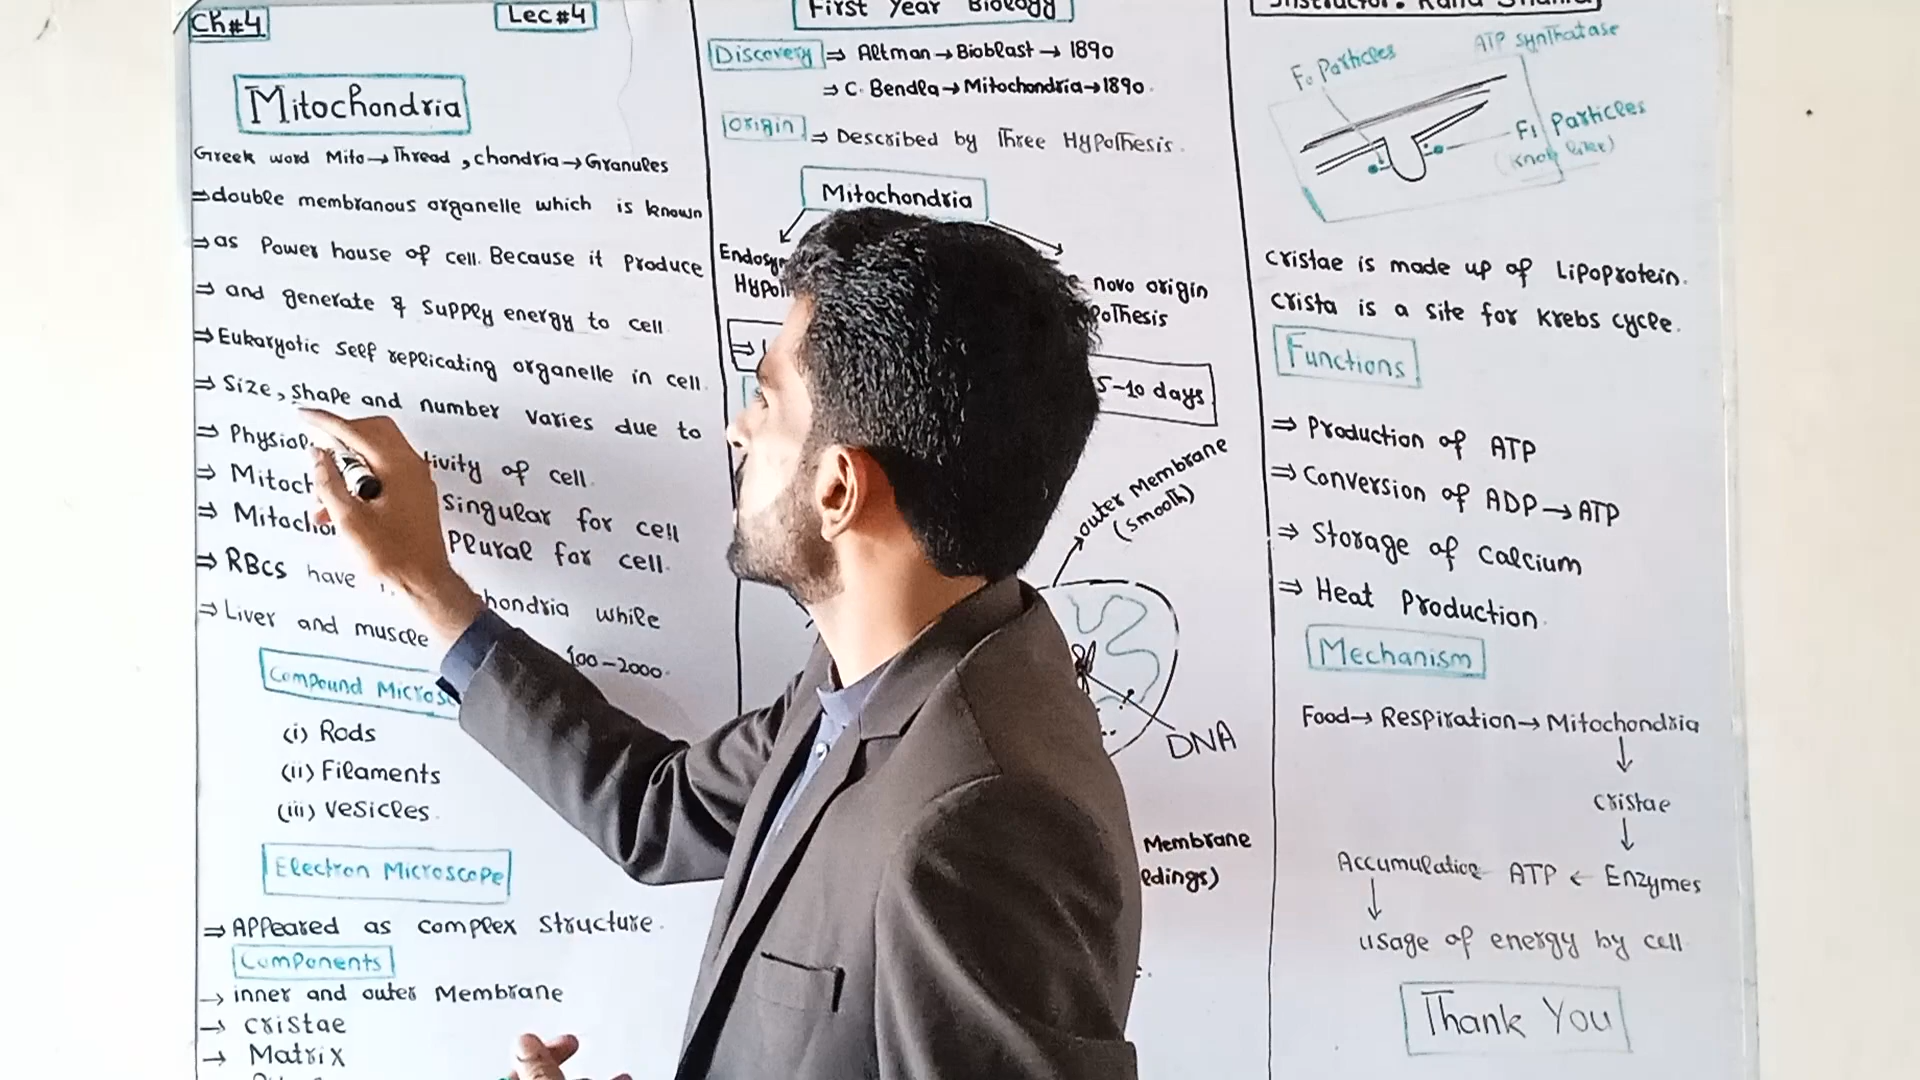 Ch#4
Lec#4
Mitochondria
Greek word Mito→Thread, chondria→Granules
⇒double membranous organelle which is known
⇒as Power house of cell. Because it Produce
⇒ and generate & supply energy to cell
⇒Eukaryotic self replicating organelle in cell.
⇒ Size, shape and number varies due to
⇒ Physiol tivity of cell.
⇒ Mitoch singular for cell
⇒ Mitochon Plural for cell.
⇒ RBCs have hondria while
⇒ Liver and muscle 100-2000.
Compound Micros
(i) Rods
(ii) Filaments
(iii) vesicles.
Electron Microscope
⇒ APPeared as complex structure.
Components
→ inner and outer Membrane
→ cristae
→ Matrix
First Year Biology
Discovery ⇒ Altman→Bioblast→ 1890
⇒ C. Benda→Mitochondria→1890.
Origin ⇒ Described by Three HyPothesis.
Mitochondria
Endosy
HyPoth
novo origin
PoThesis
5-10 days
outer Membrane
(smooth)
DNA
Membrane
ldings)
F₀ Particles
ATP synthatase
F₁ Particles
(Knob like)
cristae is made up of Lipoprotein.
crista is a site for Krebs cycle.
Functions
⇒ Production of ATP
⇒ Conversion of ADP→ATP
⇒ Storage of Calcium
⇒ Heat Production.
Mechanism
Food→ Respiration→ Mitochondria
↓
cristae
↓
Accumulation ATP ← Enzymes
↓
usage of energy by cell
Thank You